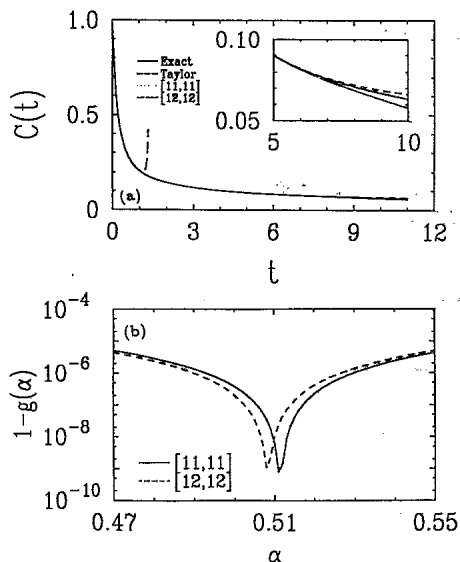 1.0
0.5
0
C(t)
Exact
Taylor
[11,11]
[12,12]
0.10
0.05
5
10
(a)
0
3
6
9
12
t
10^-4
10^-6
10^-8
10^-10
1-g(α)
(b)
[11,11]
[12,12]
0.47
0.51
0.55
α